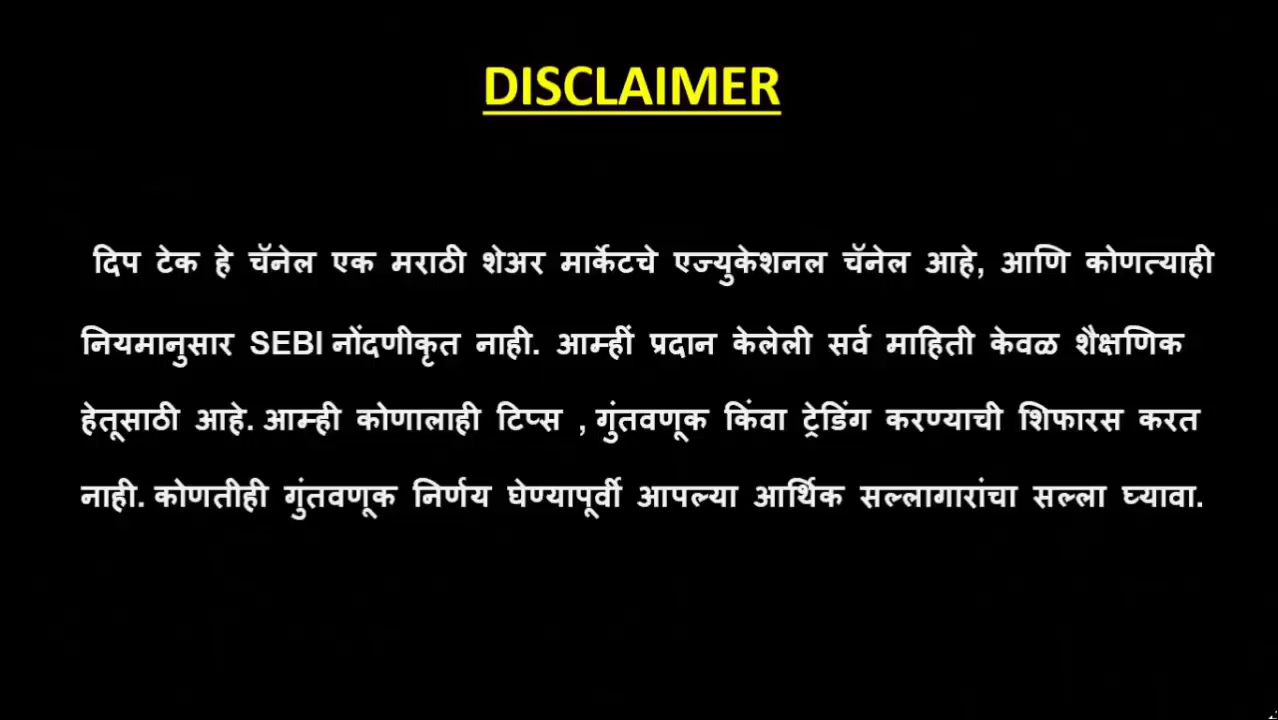 DISCLAIMER
दिप टेक हे चॅनेल एक मराठी शेअर मार्केटचे एज्युकेशनल चॅनेल आहे, आणि कोणत्याही
नियमानुसार SEBI नोंदणीकृत नाही. आम्हीं प्रदान केलेली सर्व माहिती केवळ शैक्षणिक
हेतूसाठी आहे. आम्ही कोणालाही टिप्स , गुंतवणूक किंवा ट्रेडिंग करण्याची शिफारस करत
नाही. कोणतीही गुंतवणूक निर्णय घेण्यापूर्वी आपल्या आर्थिक सल्लागारांचा सल्ला घ्यावा.